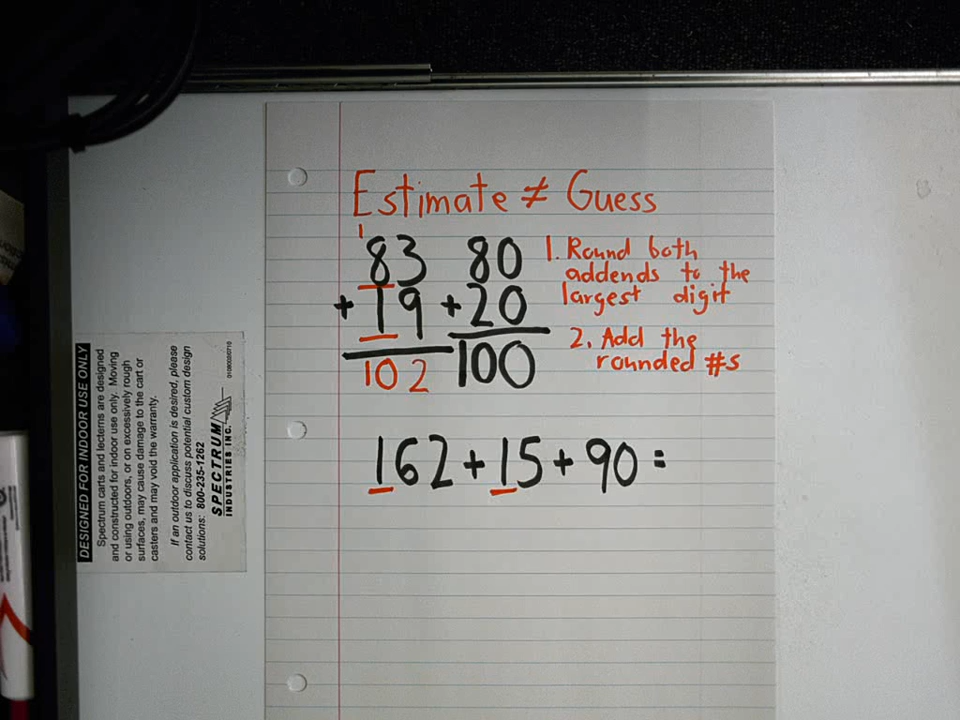 Estimate ≠ Guess
1
83
+19
102
80
+20
100
1. Round both
addends to the
largest digit
2. Add the
rounded #s
162+15+90=
DESIGNED FOR INDOOR USE ONLY
Spectrum carts and lecterns are designed
and constructed for indoor use only. Moving
or using outdoors, or on excessively rough
surfaces, may cause damage to the cart or
casters and may void the warranty.
If an outdoor application is desired, please
contact us to discuss potential custom design
solutions: 800-235-1262
SPECTRUM
INDUSTRIES INC.